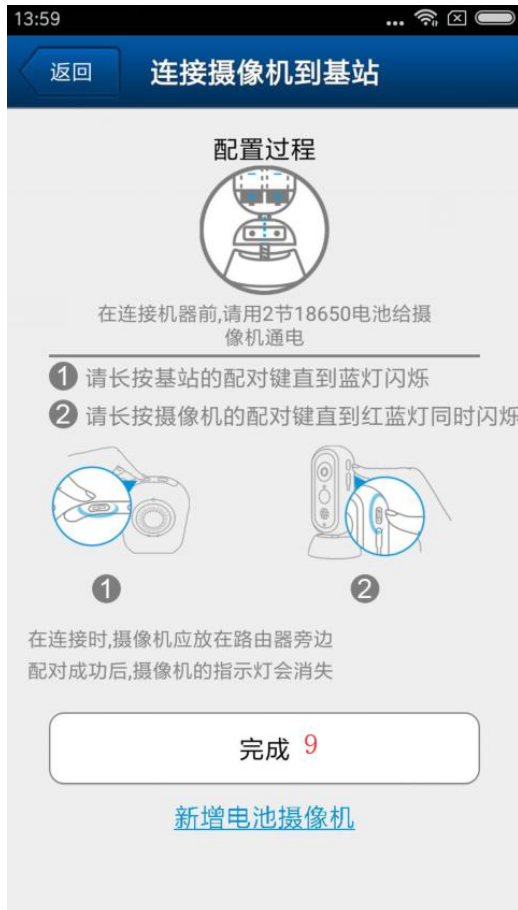 13:59
返回
连接摄像机到基站
配置过程
在连接机器前,请用2节18650电池给摄
像机通电
1 请长按基站的配对键直到蓝灯闪烁
2 请长按摄像机的配对键直到红蓝灯同时闪烁
1
2
在连接时,摄像机应放在路由器旁边
配对成功后,摄像机的指示灯会消失
完成 9
新增电池摄像机